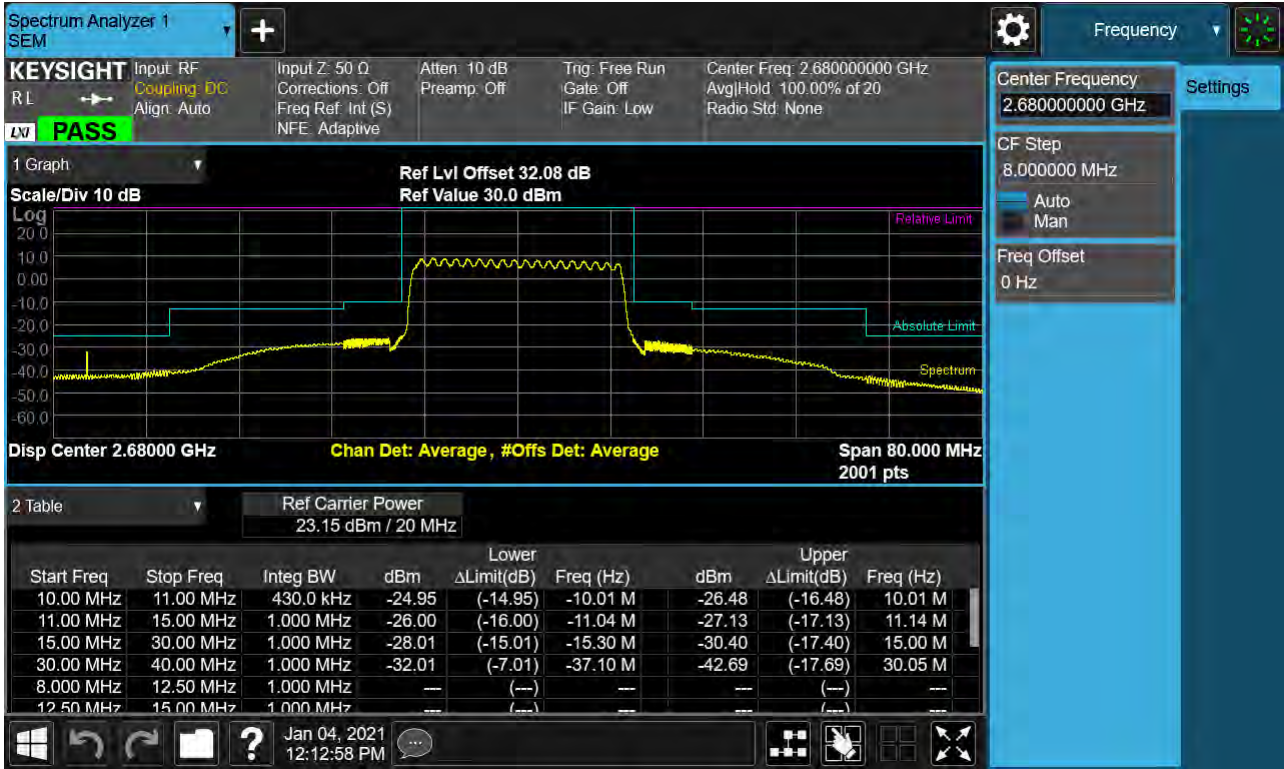 Spectrum Analyzer 1
SEM
Frequency
KEYSIGHT
R L
LXI
PASS
Input: RF
Coupling: DC
Align: Auto
Input Z: 50 Ω
Corrections: Off
Freq Ref: Int (S)
NFE: Adaptive
Atten: 10 dB
Preamp: Off
Trig: Free Run
Gate: Off
IF Gain: Low
Center Freq: 2.680000000 GHz
Avg|Hold: 100.00% of 20
Radio Std: None
Center Frequency
2.680000000 GHz
Settings
CF Step
8.000000 MHz
Auto
Man
Freq Offset
0 Hz
1 Graph
Ref Lvl Offset 32.08 dB
Scale/Div 10 dB
Ref Value 30.0 dBm
Log
Relative Limit
20.0
10.0
0.00
-10.0
-20.0
Absolute Limit
-30.0
-40.0
Spectrum
-50.0
-60.0
Disp Center 2.68000 GHz
Chan Det: Average, #Offs Det: Average
Span 80.000 MHz
2001 pts
2 Table
Ref Carrier Power
23.15 dBm / 20 MHz
Lower Upper
Start Freq Stop Freq Integ BW dBm ΔLimit(dB) Freq (Hz) dBm ΔLimit(dB) Freq (Hz)
10.00 MHz 11.00 MHz 430.0 kHz -24.95 (-14.95) -10.01 M -26.48 (-16.48) 10.01 M
11.00 MHz 15.00 MHz 1.000 MHz -26.00 (-16.00) -11.04 M -27.13 (-17.13) 11.14 M
15.00 MHz 30.00 MHz 1.000 MHz -28.01 (-15.01) -15.30 M -30.40 (-17.40) 15.00 M
30.00 MHz 40.00 MHz 1.000 MHz -32.01 (-7.01) -37.10 M -42.69 (-17.69) 30.05 M
8.000 MHz 12.50 MHz 1.000 MHz --- (---) --- --- (---) ---
12.50 MHz 15.00 MHz 1.000 MHz --- (---) --- --- (---) ---
?
Jan 04, 2021
12:12:58 PM